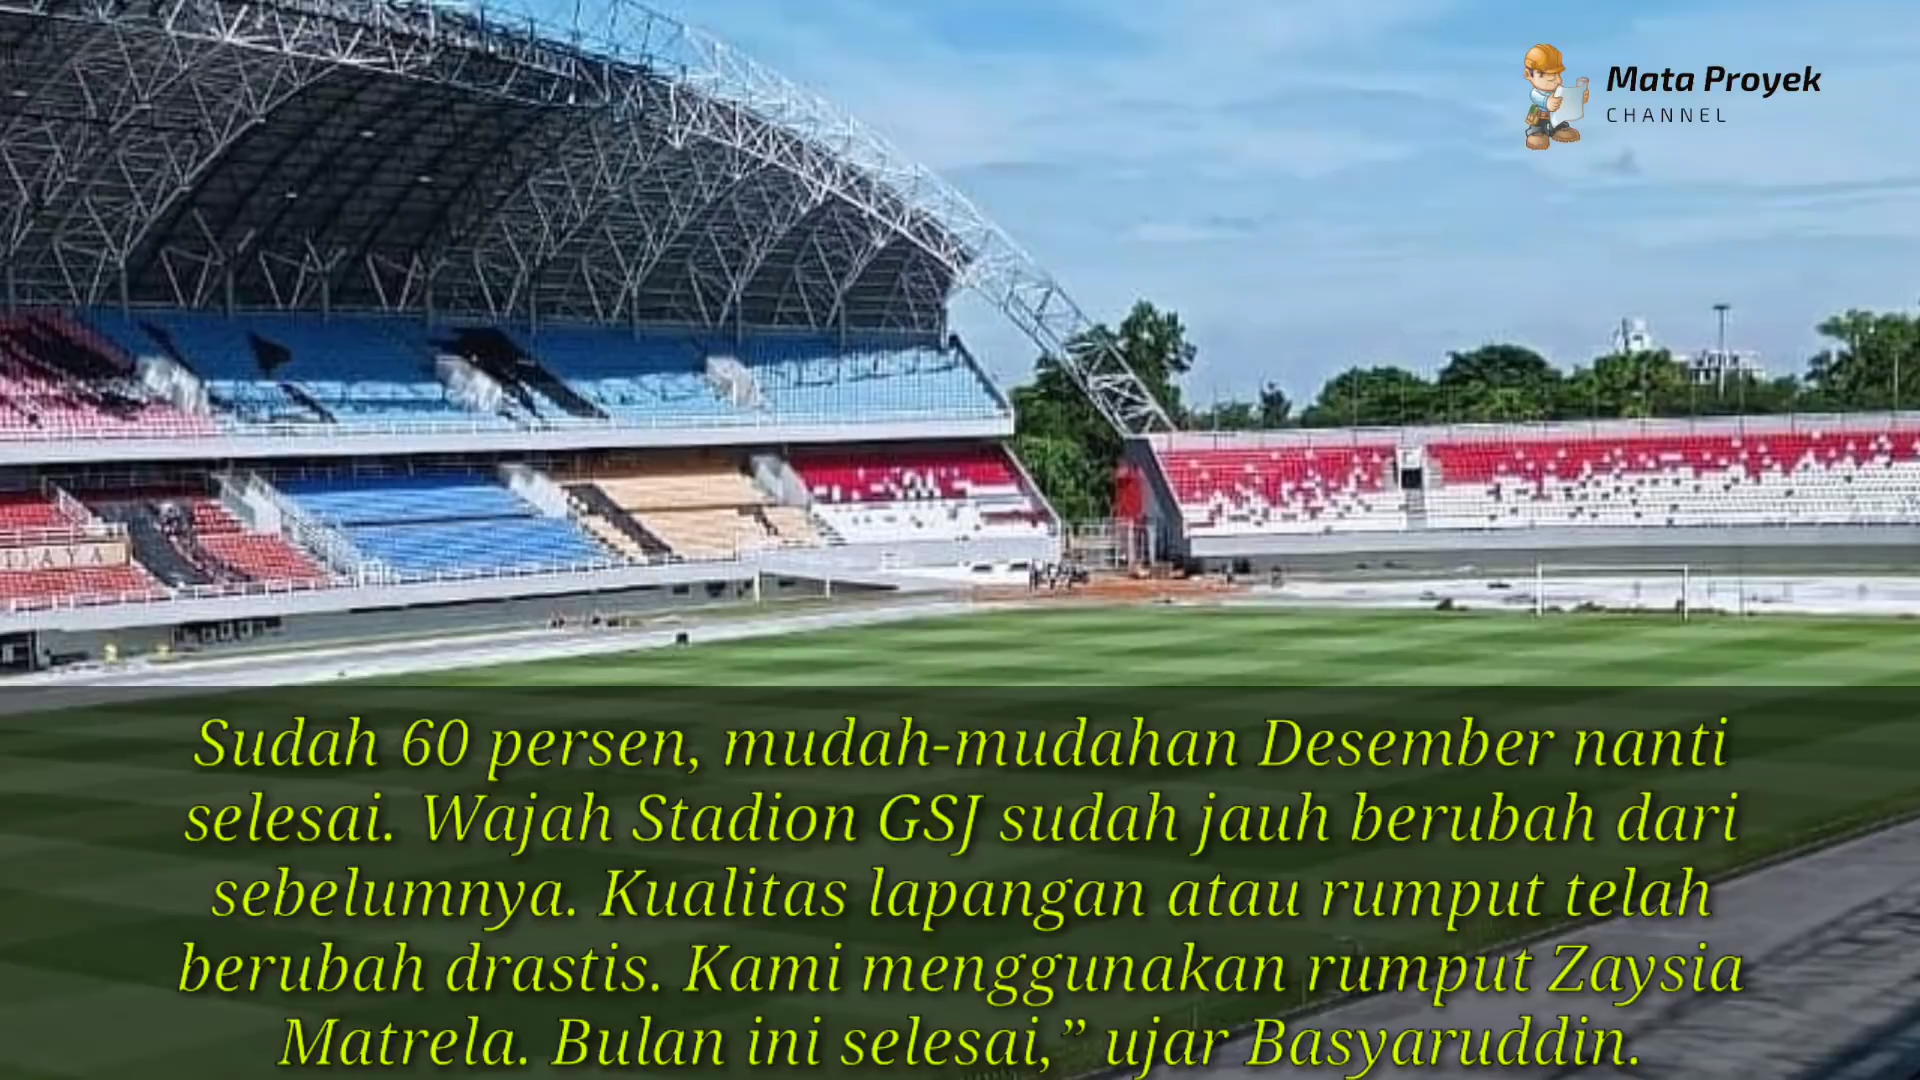 Mata Proyek
CHANNEL
JAYA
Sudah 60 persen, mudah-mudahan Desember nanti
selesai. Wajah Stadion GSJ sudah jauh berubah dari
sebelumnya. Kualitas lapangan atau rumput telah
berubah drastis. Kami menggunakan rumput Zaysia
Matrela. Bulan ini selesai,” ujar Basyaruddin.